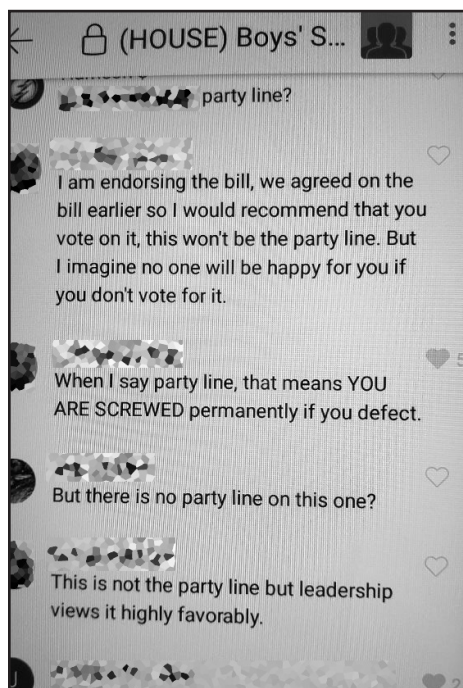 (HOUSE) Boys' S...
party line?
I am endorsing the bill, we agreed on the
bill earlier so I would recommend that you
vote on it, this won't be the party line. But
I imagine no one will be happy for you if
you don't vote for it.
5
When I say party line, that means YOU
ARE SCREWED permanently if you defect.
But there is no party line on this one?
This is not the party line but leadership
views it highly favorably.
J
2